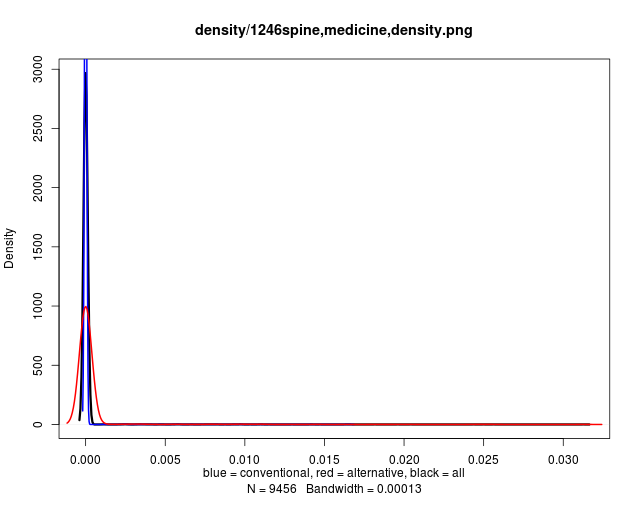 density/1246spine,medicine,density.png
Density
3000
2500
2000
1500
1000
500
0
0.000 0.005 0.010 0.015 0.020 0.025 0.030
blue = conventional, red = alternative, black = all
N = 9456 Bandwidth = 0.00013